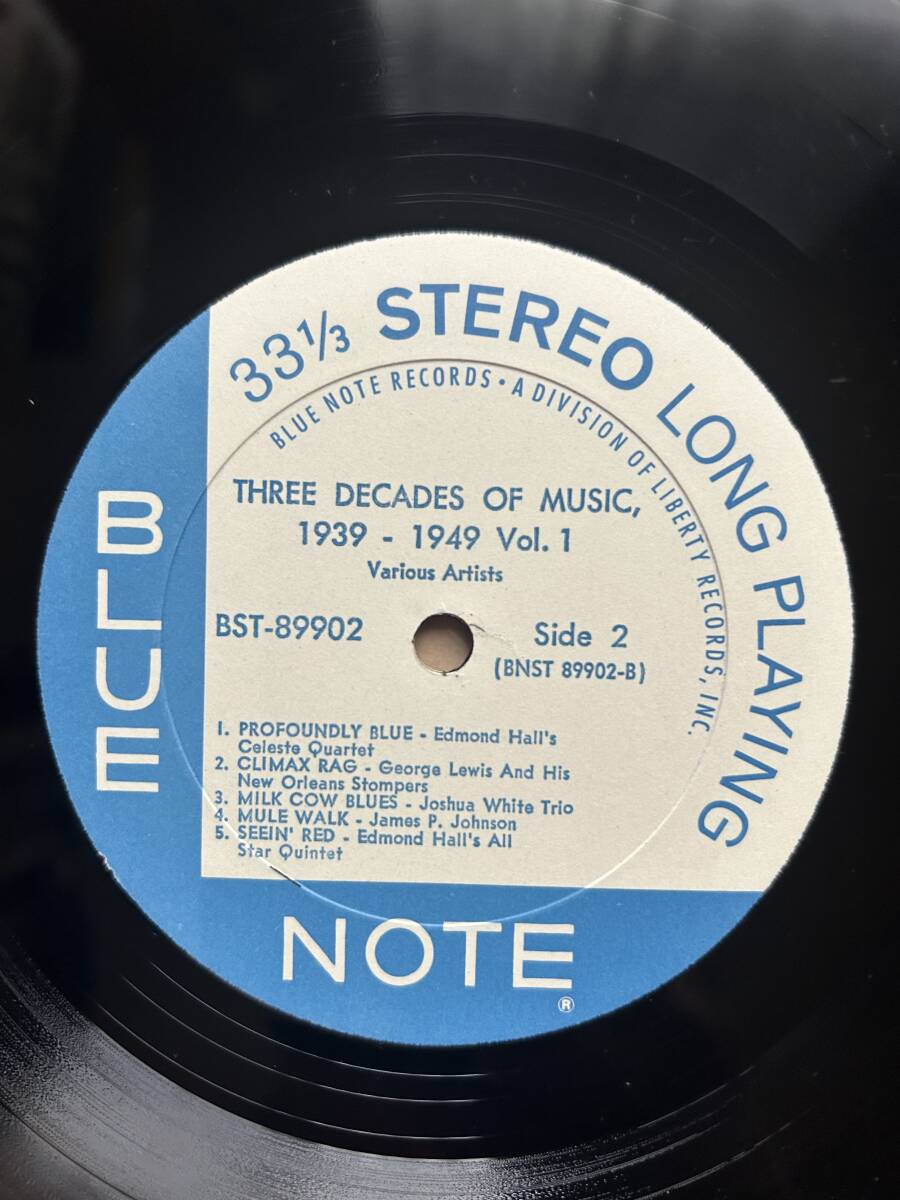 33⅓ STEREO LONG PLAYING
BLUE NOTE RECORDS • A DIVISION OF LIBERTY RECORDS, INC.
THREE DECADES OF MUSIC,
1939 - 1949 Vol. 1
Various Artists
BST-89902
Side 2
(BNST 89902-B)
1. PROFOUNDLY BLUE - Edmond Hall's
Celeste Quartet
2. CLIMAX RAG - George Lewis And His
New Orleans Stompers
3. MILK COW BLUES - Joshua White Trio
4. MULE WALK - James P. Johnson
5. SEEIN' RED - Edmond Hall's All
Star Quintet
BLUE
NOTE
®